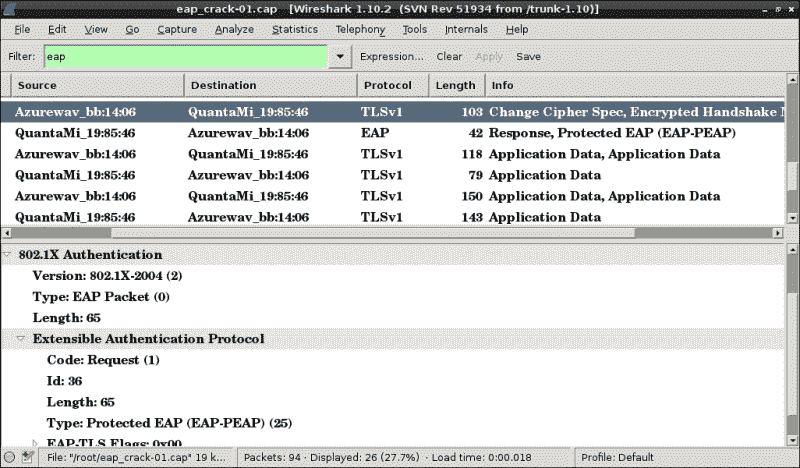 eap_crack-01.cap [Wireshark 1.10.2 (SVN Rev 51934 from /trunk-1.10)]
File Edit View Go Capture Analyze Statistics Telephony Tools Internals Help
Filter: eap Expression... Clear Apply Save
Source Destination Protocol Length Info
Azurewav_bb:14:06 QuantaMi_19:85:46 TLSv1 103 Change Cipher Spec, Encrypted Handshake
QuantaMi_19:85:46 Azurewav_bb:14:06 EAP 42 Response, Protected EAP (EAP-PEAP)
Azurewav_bb:14:06 QuantaMi_19:85:46 TLSv1 118 Application Data, Application Data
QuantaMi_19:85:46 Azurewav_bb:14:06 TLSv1 79 Application Data
Azurewav_bb:14:06 QuantaMi_19:85:46 TLSv1 150 Application Data, Application Data
QuantaMi_19:85:46 Azurewav_bb:14:06 TLSv1 143 Application Data
802.1X Authentication
Version: 802.1X-2004 (2)
Type: EAP Packet (0)
Length: 65
Extensible Authentication Protocol
Code: Request (1)
Id: 36
Length: 65
Type: Protected EAP (EAP-PEAP) (25)
EAP-TLS Flags: 0x00
File: "/root/eap_crack-01.cap" 19 k... Packets: 94 · Displayed: 26 (27.7%) · Load time: 0:00.018 Profile: Default